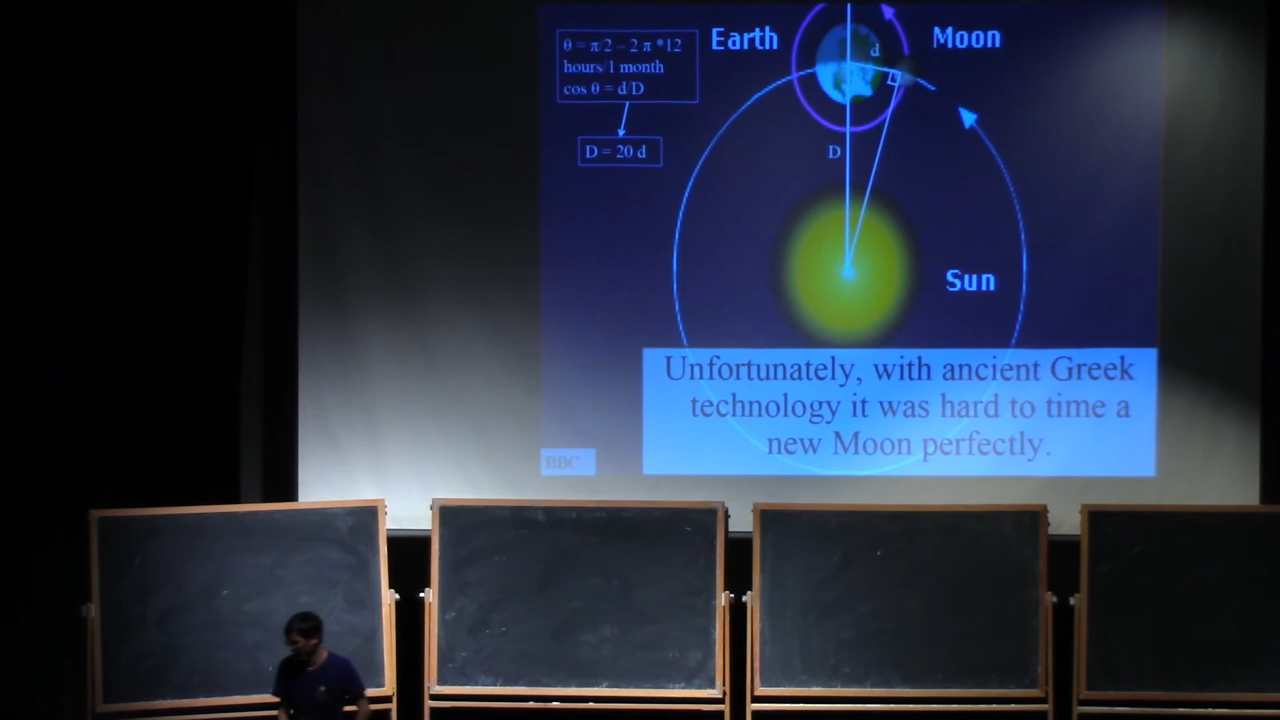 θ = π/2 – 2 π *12
hours/1 month
cos θ = d/D
D = 20 d
Earth
Moon
d
D
Sun
Unfortunately, with ancient Greek
technology it was hard to time a
new Moon perfectly.
BBC